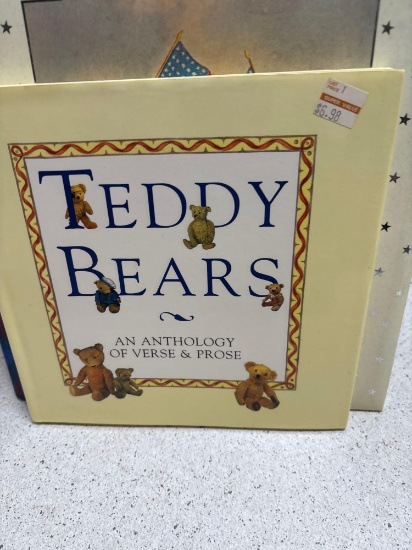 $6.98
TEDDY
BEARS
AN ANTHOLOGY
OF VERSE & PROSE